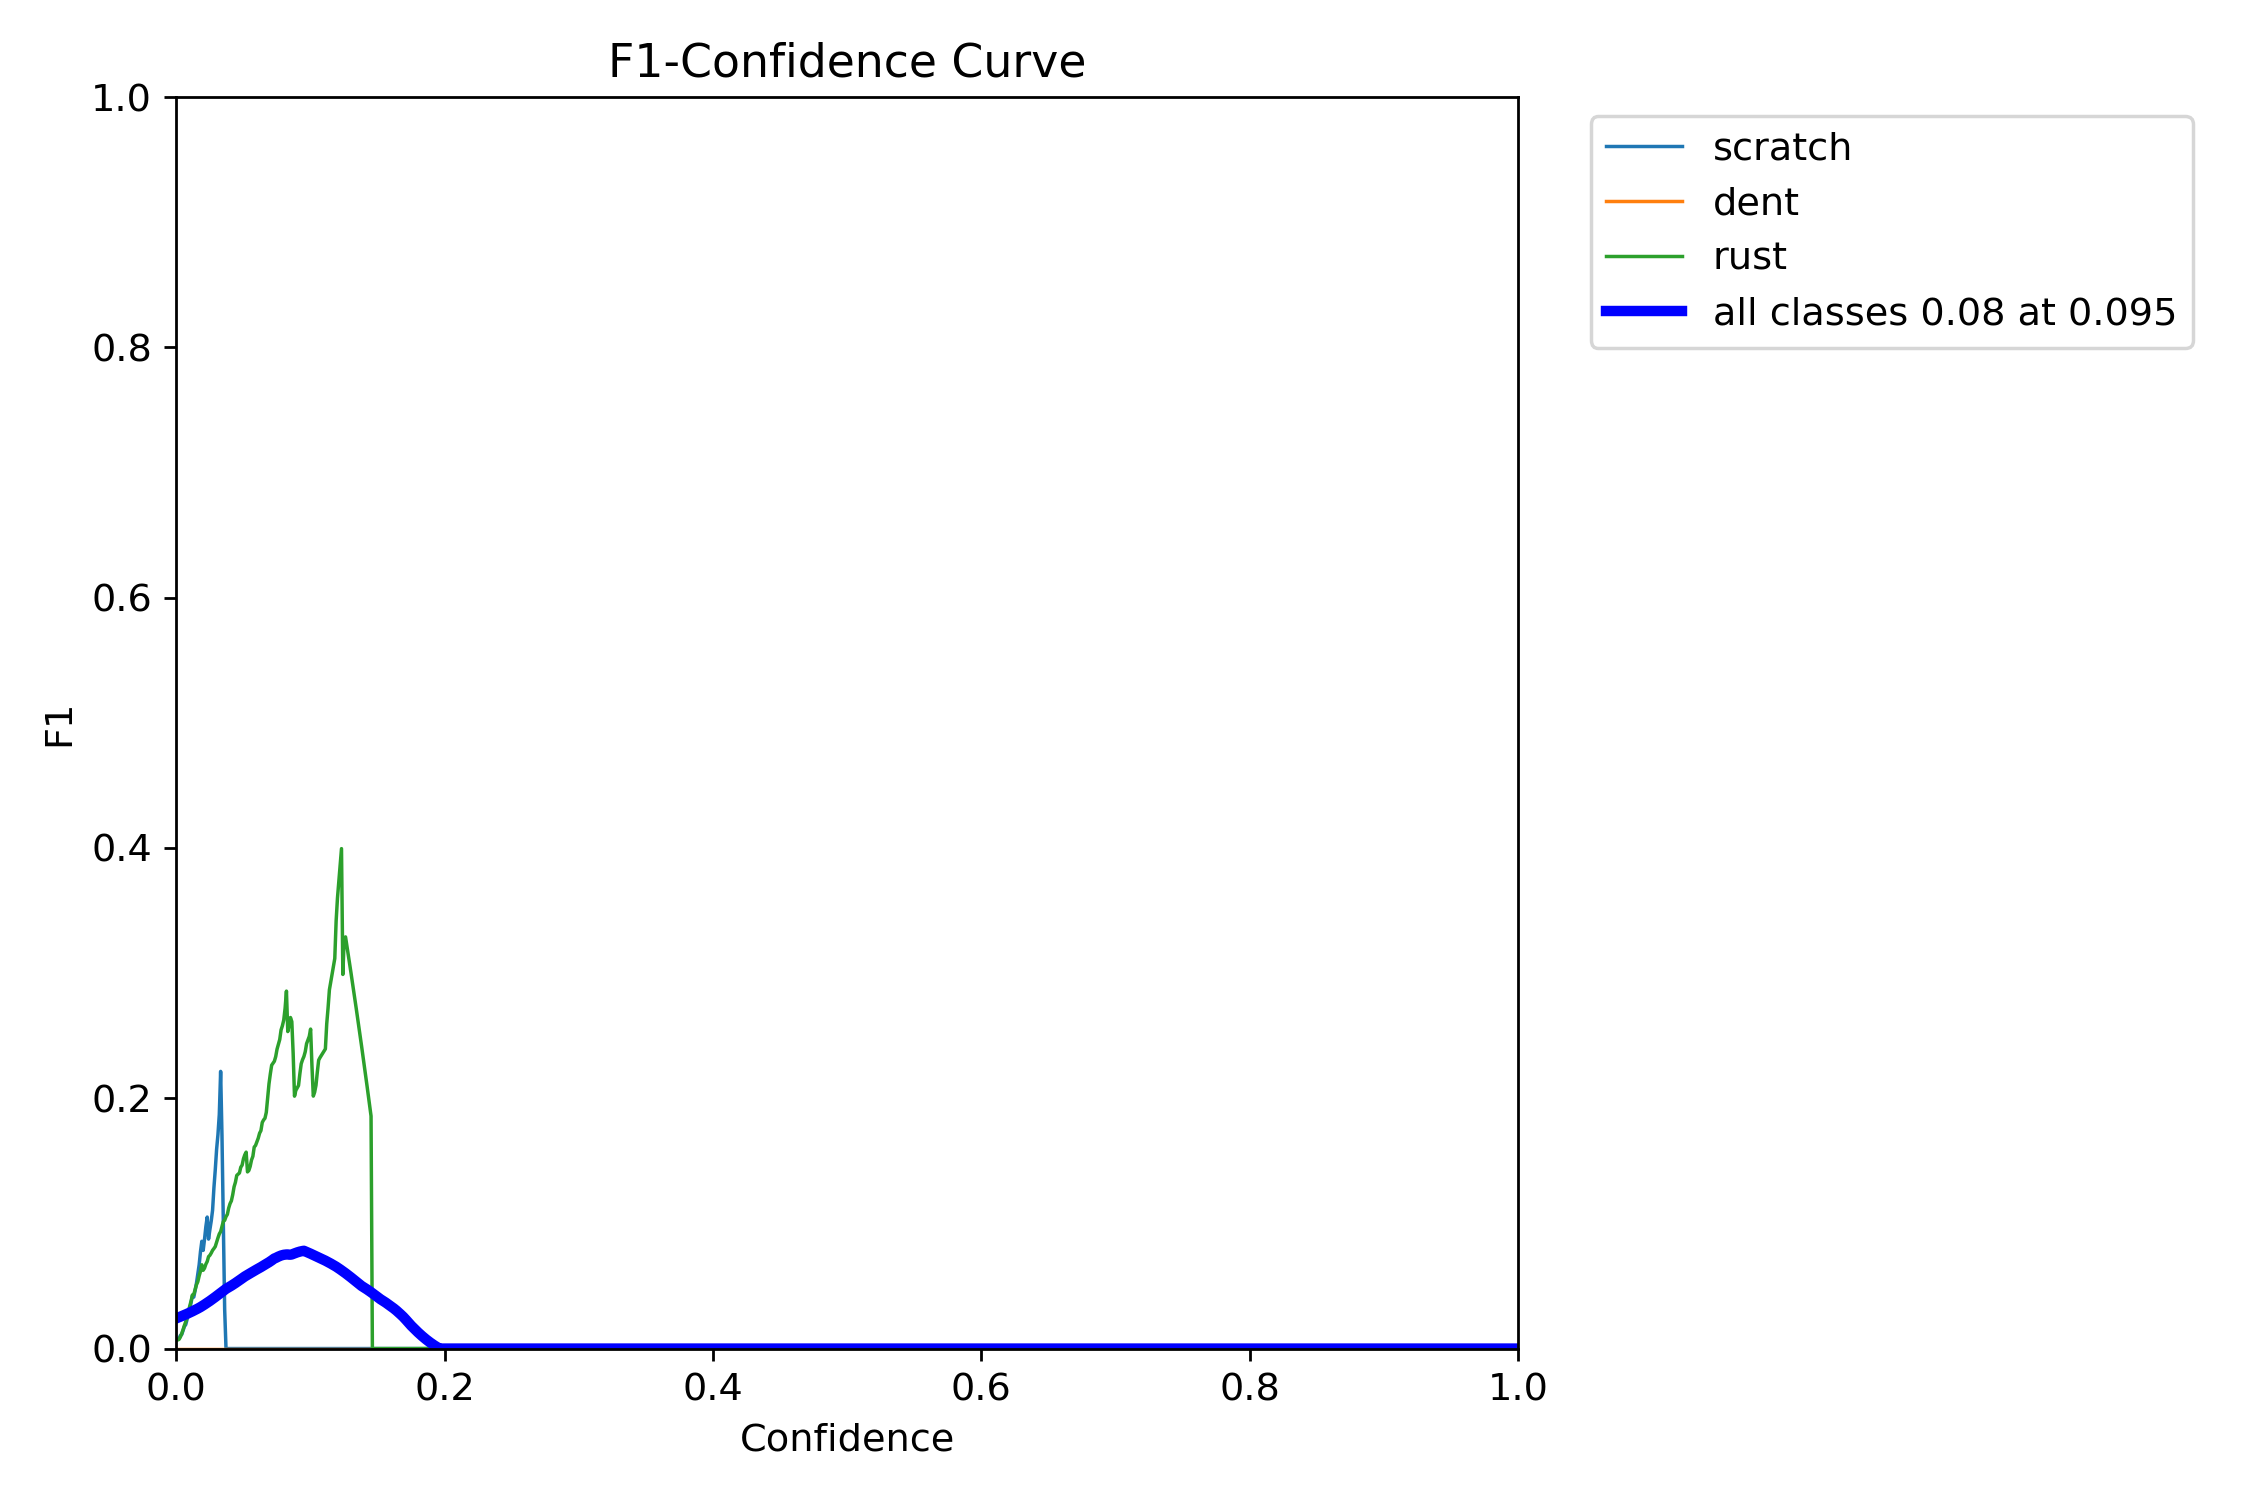 F1-Confidence Curve
1.0
0.8
0.6
0.4
0.2
0.0
F1
0.0 0.2 0.4 0.6 0.8 1.0
Confidence
scratch
dent
rust
all classes 0.08 at 0.095